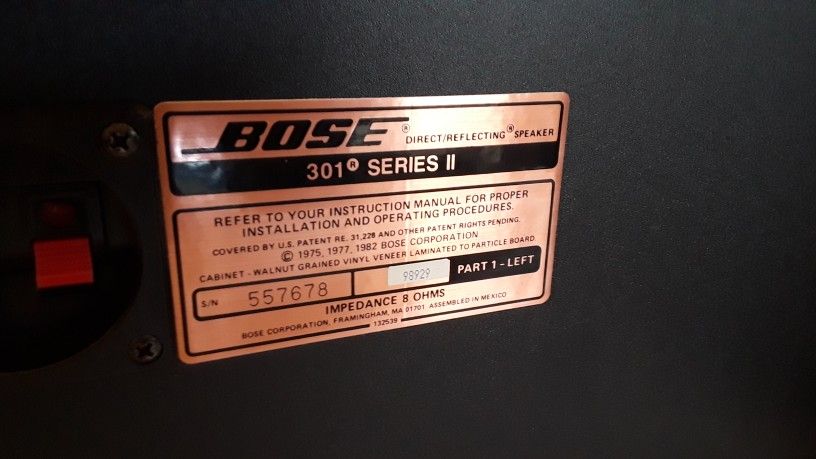 BOSE® DIRECT/REFLECTING® SPEAKER
301® SERIES II
REFER TO YOUR INSTRUCTION MANUAL FOR PROPER
INSTALLATION AND OPERATING PROCEDURES.
COVERED BY U.S. PATENT RE. 31,228 AND OTHER PATENT RIGHTS PENDING.
© 1975, 1977, 1982 BOSE CORPORATION
CABINET - WALNUT GRAINED VINYL VENEER LAMINATED TO PARTICLE BOARD
S/N 557678 98929 PART 1 - LEFT
IMPEDANCE 8 OHMS
BOSE CORPORATION, FRAMINGHAM, MA 01701 ASSEMBLED IN MEXICO
132539